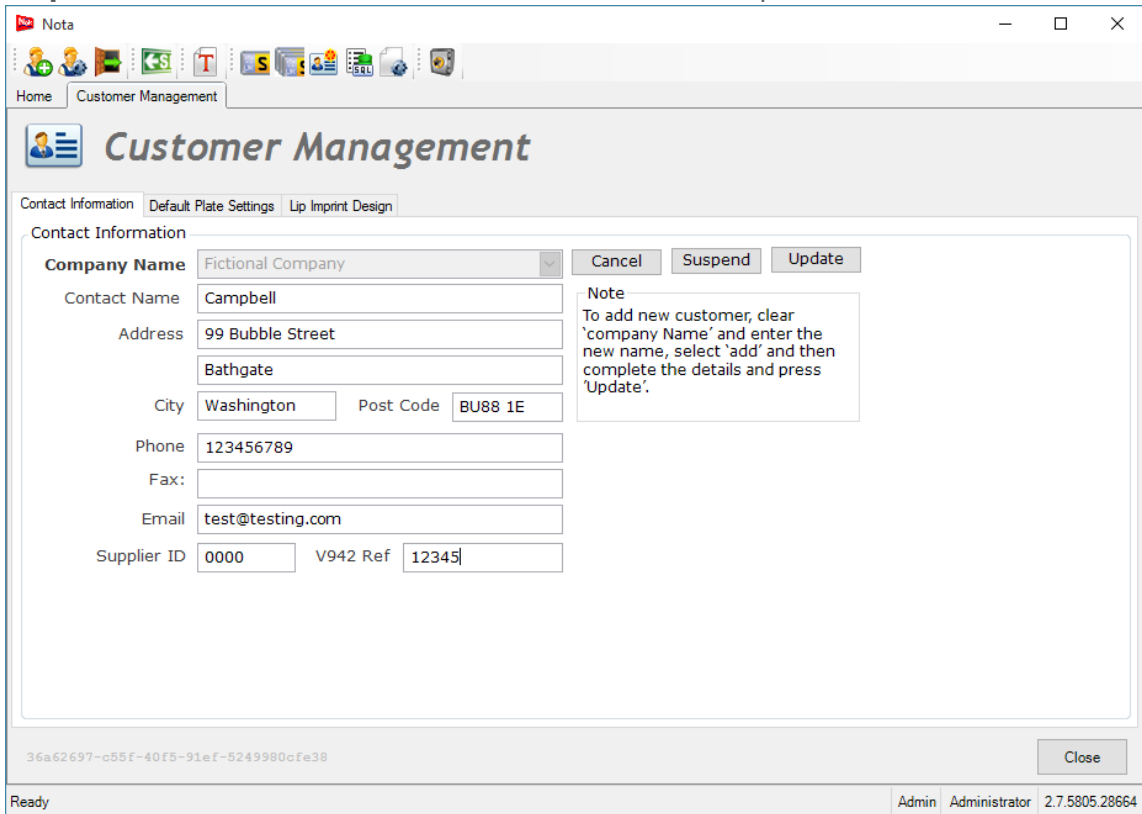 Nota
Home Customer Management
Customer Management
Contact Information Default Plate Settings Lip Imprint Design
Contact Information
Company Name Fictional Company Cancel Suspend Update
Contact Name Campbell
Note
To add new customer, clear
‘company Name’ and enter the
new name, select ‘add’ and then
complete the details and press
‘Update’.
Address 99 Bubble Street
Bathgate
City Washington Post Code BU88 1E
Phone 123456789
Fax:
Email test@testing.com
Supplier ID 0000 V942 Ref 12345
36a62697-c55f-40f5-91ef-5249980cfe38
Close
Ready Admin Administrator 2.7.5805.28664